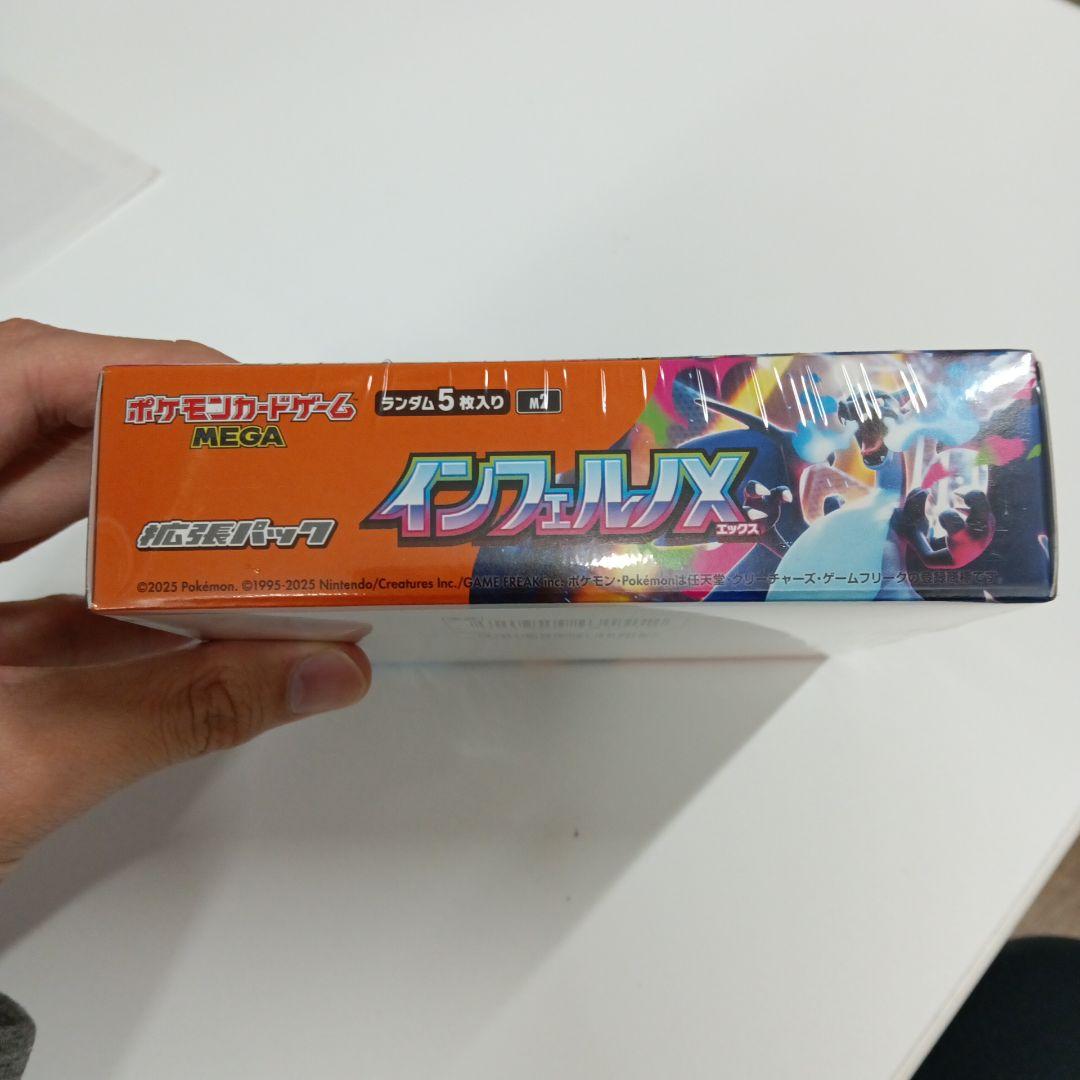 ポケモンカードゲーム
MEGA
ランダム5枚入り
M2
インフェルノX
エックス
拡張パック
©2025 Pokémon. ©1995-2025 Nintendo/Creatures Inc./GAME FREAK inc. ポケモン・Pokémonは任天堂・クリーチャーズ・ゲームフリークの登録商標です。